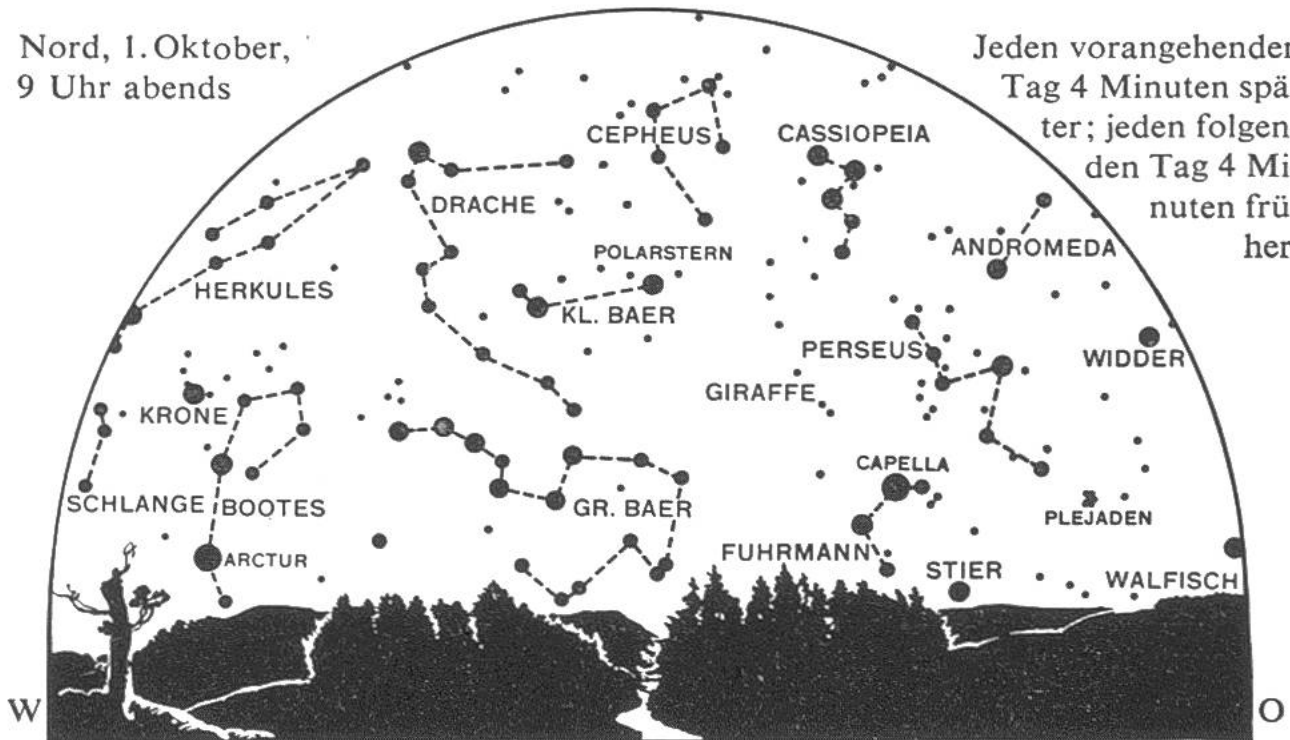 Nord, 1. Oktober,
9 Uhr abends
Jeden vorangehenden
Tag 4 Minuten spä-
ter; jeden folgen-
den Tag 4 Mi-
nuten frü-
her
CEPHEUS
CASSIOPEIA
DRACHE
POLARSTERN
ANDROMEDA
HERKULES
KL. BAER
PERSEUS
WIDDER
GIRAFFE
KRONE
CAPELLA
SCHLANGE
BOOTES
GR. BAER
PLEJADEN
ARCTUR
FUHRMANN
STIER
WALFISCH
W
O